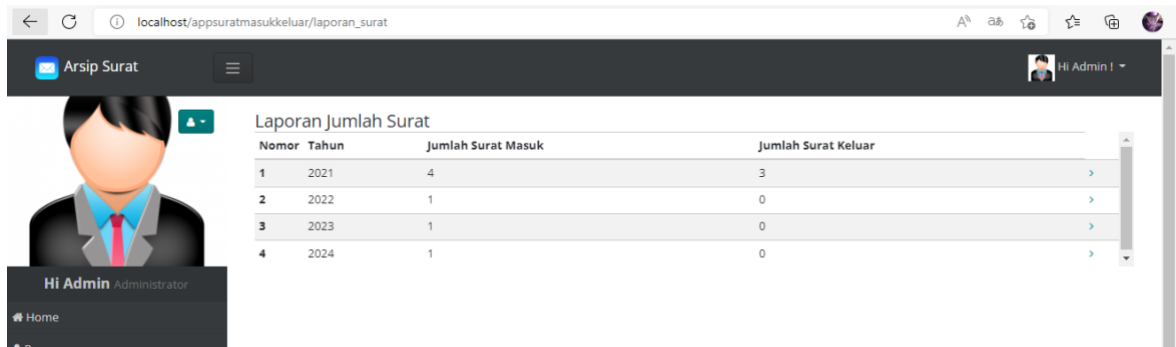 localhost/appsuratmasukkeluar/laporan_surat
Arsip Surat
Hi Admin !
Laporan Jumlah Surat
Nomor Tahun Jumlah Surat Masuk Jumlah Surat Keluar
1 2021 4 3
2 2022 1 0
3 2023 1 0
4 2024 1 0
Hi Admin Administrator
Home